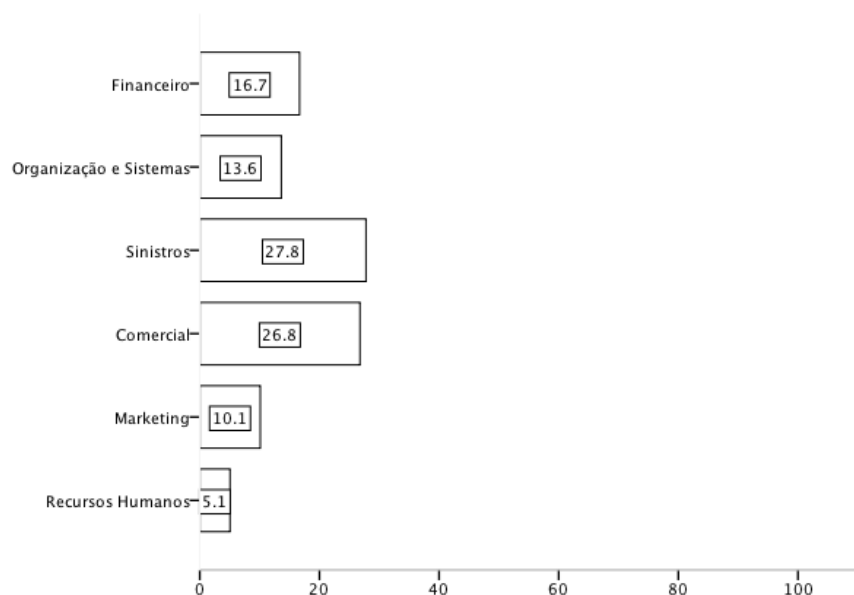 Financeiro 16.7
Organização e Sistemas 13.6
Sinistros 27.8
Comercial 26.8
Marketing 10.1
Recursos Humanos 5.1
0 20 40 60 80 100